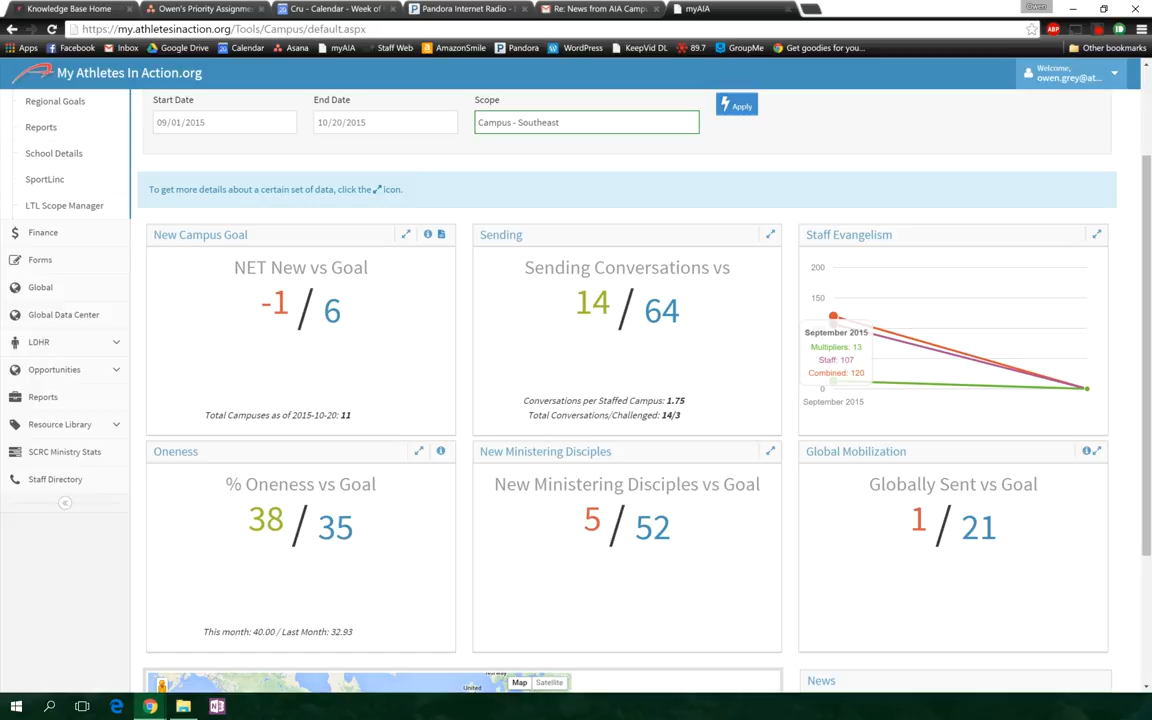 Knowledge Base Home
Owen's Priority Assignme
Cru - Calendar - Week of
Pandora Internet Radio -
Re: News from AIA Campu
myAIA
Owen
https://my.athletesinaction.org/Tools/Campus/default.aspx
ABP
Apps
Facebook
Inbox
Google Drive
Calendar
Asana
myAIA
Staff Web
AmazonSmile
Pandora
WordPress
KeepVid DL
89.7
GroupMe
Get goodies for you...
Other bookmarks
My Athletes In Action.org
Welcome,
owen.grey@at...
Regional Goals
Reports
School Details
SportLinc
LTL Scope Manager
Finance
Forms
Global
Global Data Center
LDHR
Opportunities
Reports
Resource Library
SCRC Ministry Stats
Staff Directory
Start Date
End Date
Scope
09/01/2015
10/20/2015
Campus - Southeast
Apply
To get more details about a certain set of data, click the icon.
New Campus Goal
NET New vs Goal
-1 / 6
Total Campuses as of 2015-10-20: 11
Sending
Sending Conversations vs
14 / 64
Conversations per Staffed Campus: 1.75
Total Conversations/Challenged: 14/3
Staff Evangelism
200
150
September 2015
Multipliers: 13
Staff: 107
Combined: 120
0
September 2015
Oneness
% Oneness vs Goal
38 / 35
This month: 40.00 / Last Month: 32.93
New Ministering Disciples
New Ministering Disciples vs Goal
5 / 52
Global Mobilization
Globally Sent vs Goal
1 / 21
United
Map
Satellite
News